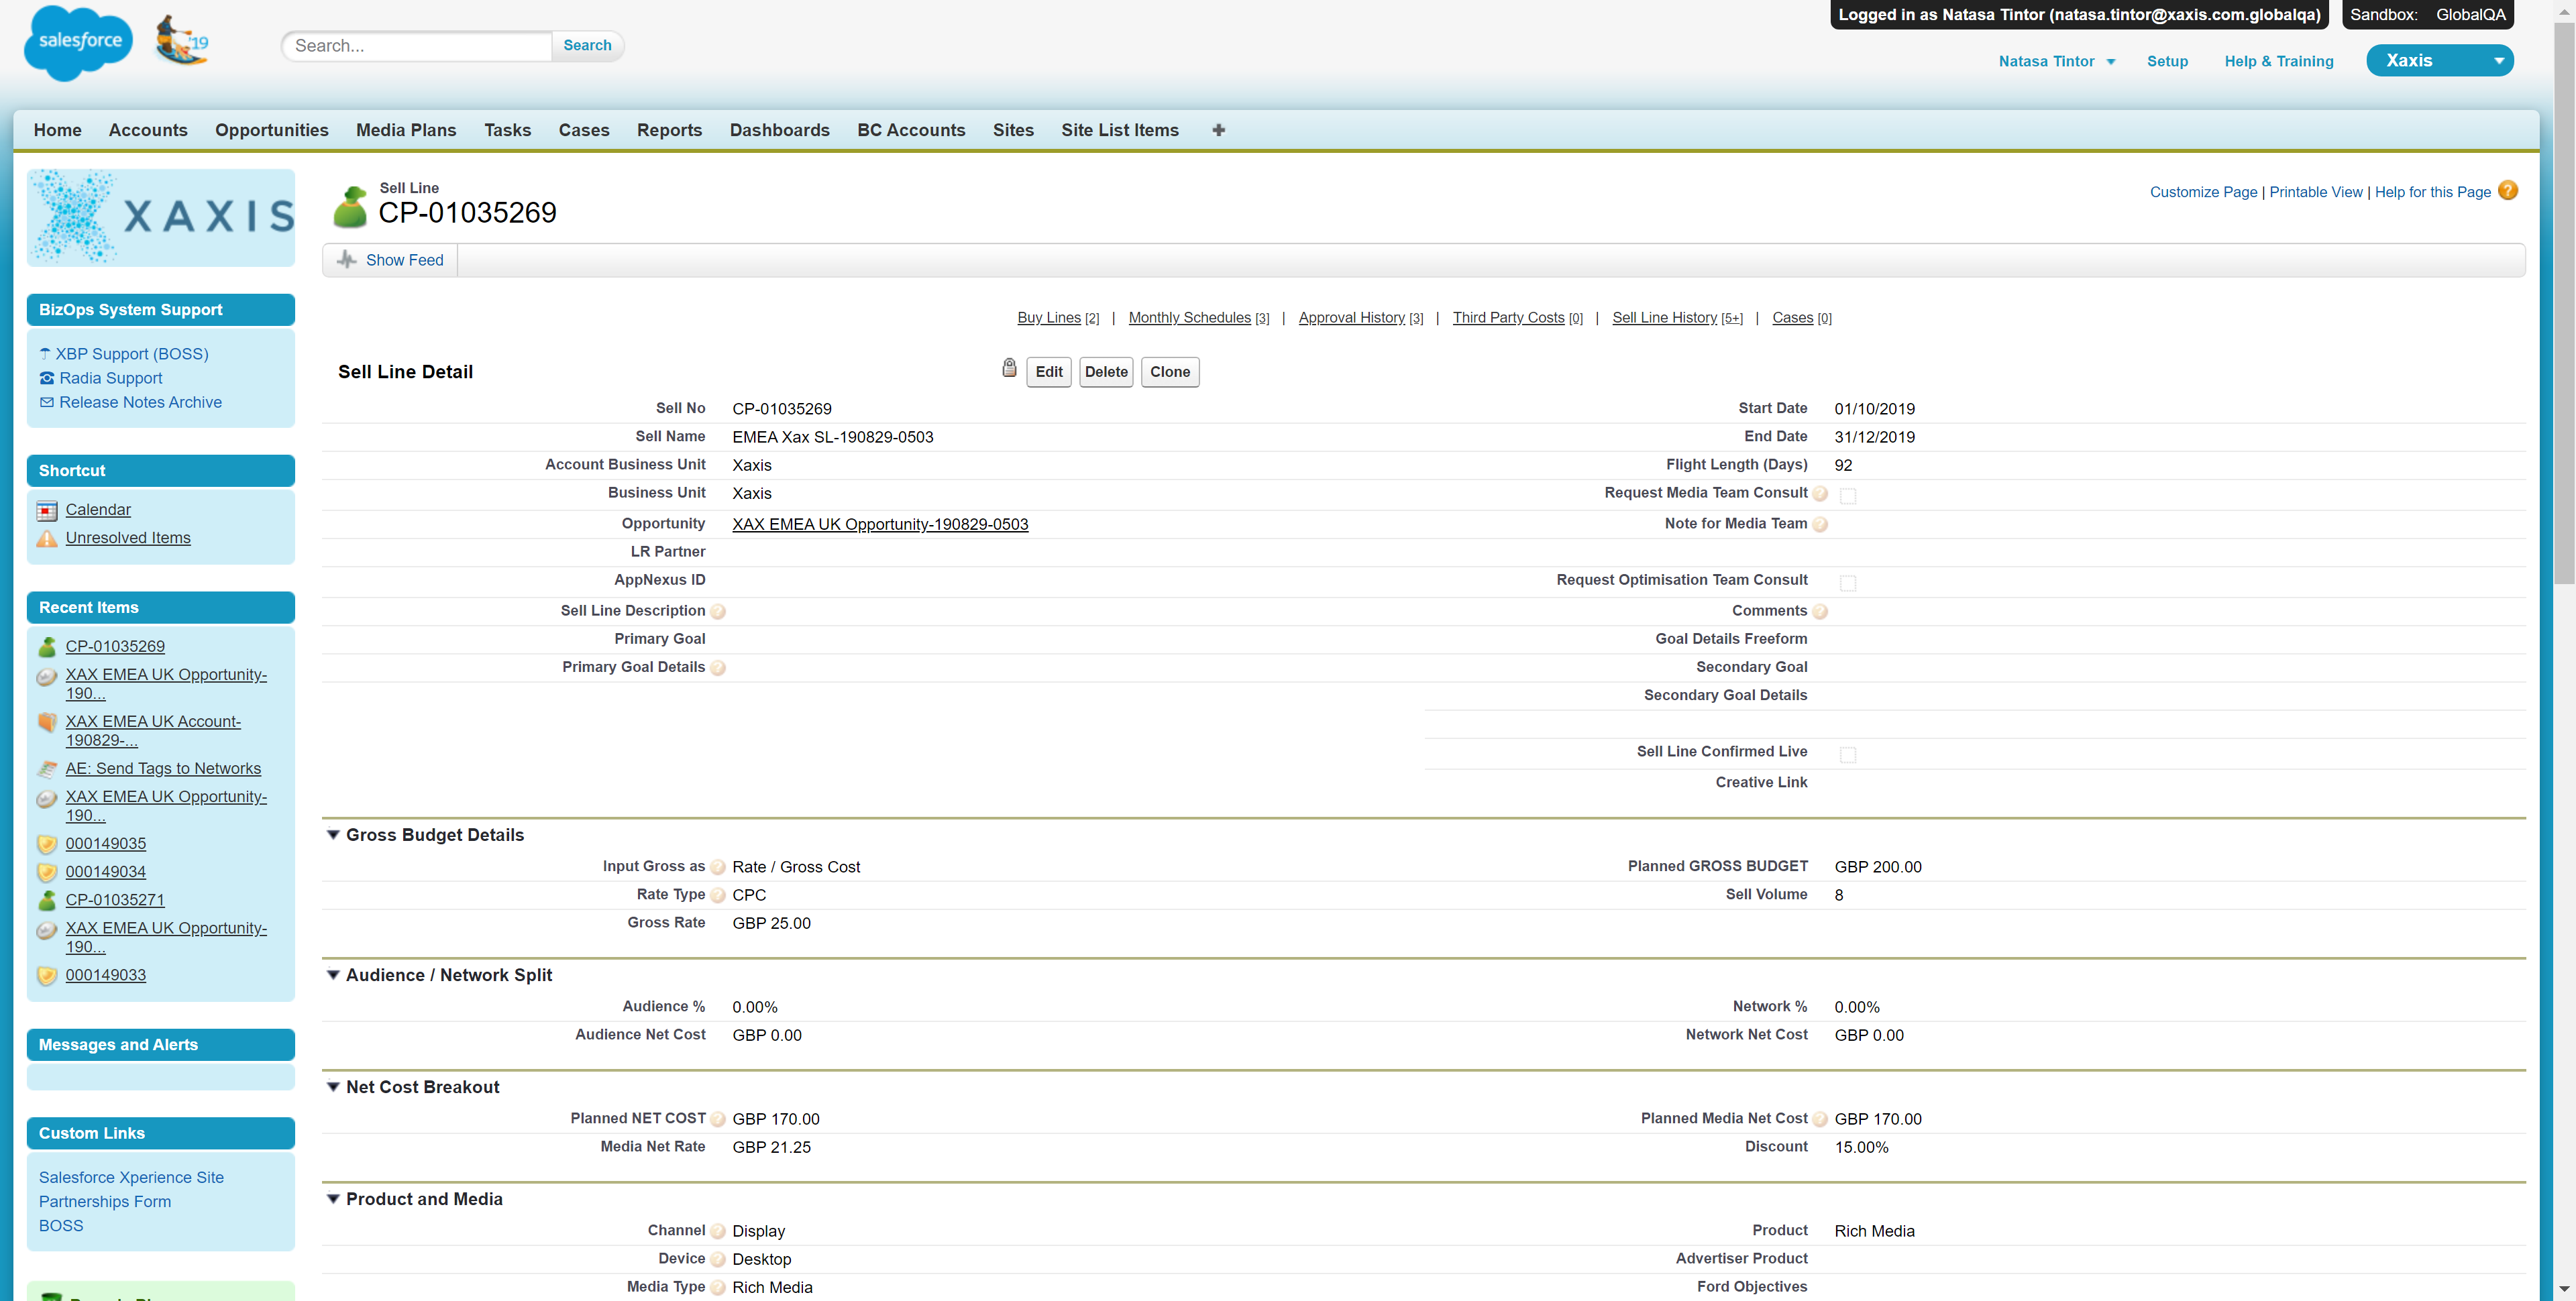 Logged in as Natasa Tintor (natasa.tintor@xaxis.com.globalqa)
Sandbox: GlobalQA
salesforce
'19
Search...
Search
Natasa Tintor
Setup
Help & Training
Xaxis
Home
Accounts
Opportunities
Media Plans
Tasks
Cases
Reports
Dashboards
BC Accounts
Sites
Site List Items
XAXIS
BizOps System Support
XBP Support (BOSS)
Radia Support
Release Notes Archive
Shortcut
Calendar
Unresolved Items
Recent Items
CP-01035269
XAX EMEA UK Opportunity-
190...
XAX EMEA UK Account-
190829-...
AE: Send Tags to Networks
XAX EMEA UK Opportunity-
190...
000149035
000149034
CP-01035271
XAX EMEA UK Opportunity-
190...
000149033
Messages and Alerts
Custom Links
Salesforce Xperience Site
Partnerships Form
BOSS
Sell Line
CP-01035269
Customize Page | Printable View | Help for this Page
Show Feed
Buy Lines [2] | Monthly Schedules [3] | Approval History [3] | Third Party Costs [0] | Sell Line History [5+] | Cases [0]
Sell Line Detail
Edit
Delete
Clone
Sell No CP-01035269
Start Date 01/10/2019
Sell Name EMEA Xax SL-190829-0503
End Date 31/12/2019
Account Business Unit Xaxis
Flight Length (Days) 92
Business Unit Xaxis
Request Media Team Consult
Opportunity XAX EMEA UK Opportunity-190829-0503
Note for Media Team
LR Partner
AppNexus ID
Request Optimisation Team Consult
Sell Line Description
Comments
Primary Goal
Goal Details Freeform
Primary Goal Details
Secondary Goal
Secondary Goal Details
Sell Line Confirmed Live
Creative Link
Gross Budget Details
Input Gross as Rate / Gross Cost
Planned GROSS BUDGET GBP 200.00
Rate Type CPC
Sell Volume 8
Gross Rate GBP 25.00
Audience / Network Split
Audience % 0.00%
Network % 0.00%
Audience Net Cost GBP 0.00
Network Net Cost GBP 0.00
Net Cost Breakout
Planned NET COST GBP 170.00
Planned Media Net Cost GBP 170.00
Media Net Rate GBP 21.25
Discount 15.00%
Product and Media
Channel Display
Product Rich Media
Device Desktop
Advertiser Product
Media Type Rich Media
Ford Objectives